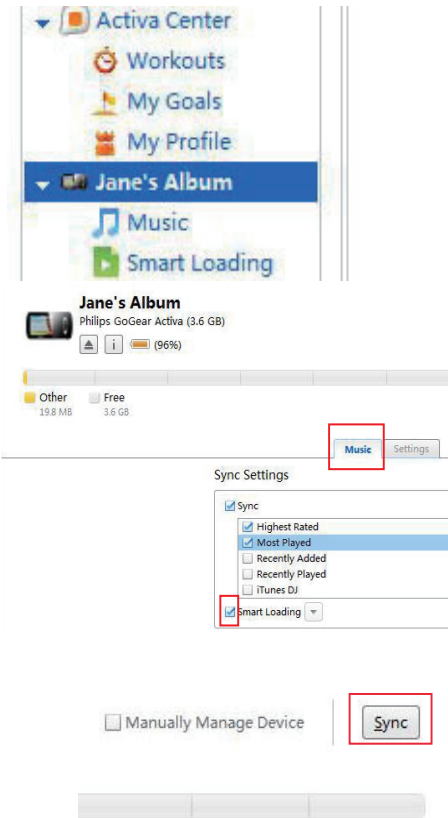 Activa Center
Workouts
My Goals
My Profile
Jane's Album
Music
Smart Loading
Jane's Album
Philips GoGear Activa (3.6 GB)
i (96%)
Other Free
19.8 MB 3.6 GB
Music Settings
Sync Settings
Sync
Highest Rated
Most Played
Recently Added
Recently Played
iTunes DJ
Smart Loading
Manually Manage Device Sync